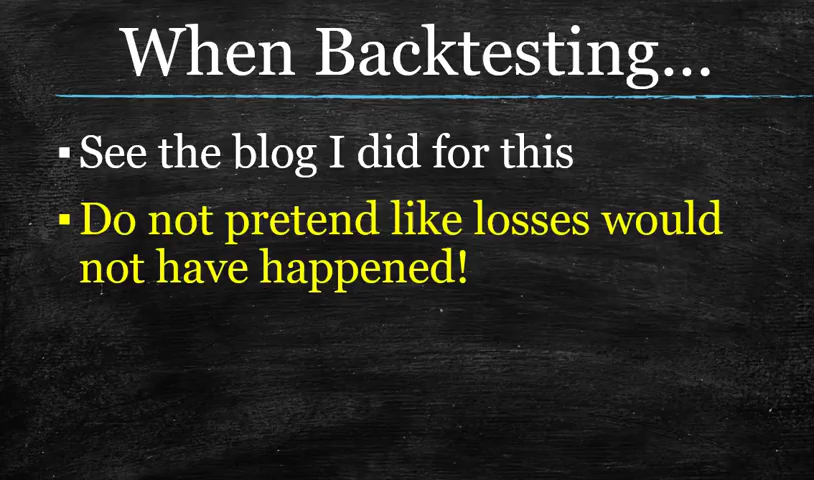 When Backtesting...
▪ See the blog I did for this
▪ Do not pretend like losses would
not have happened!